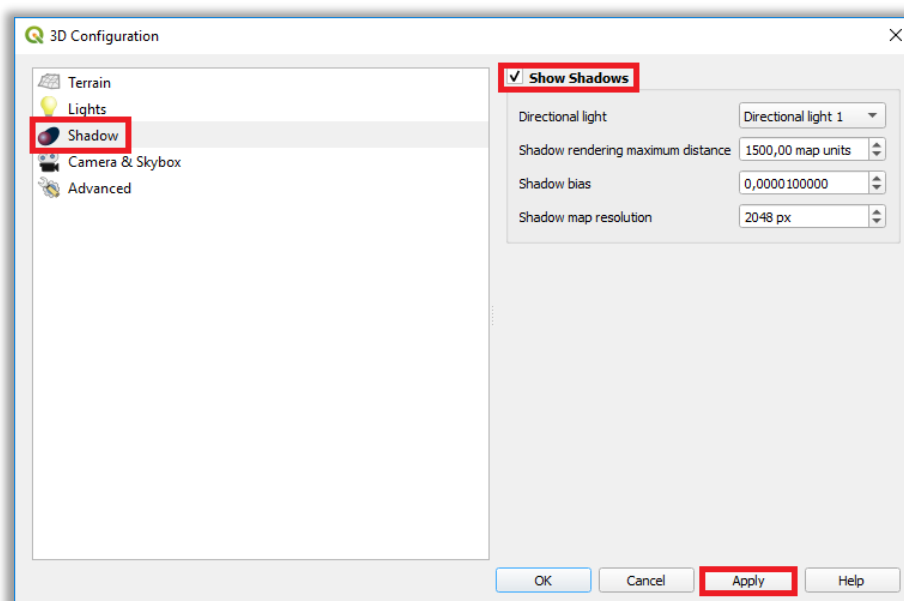 3D Configuration
Terrain
Lights
Shadow
Camera & Skybox
Advanced
Show Shadows
Directional light Directional light 1
Shadow rendering maximum distance 1500,00 map units
Shadow bias 0,0000100000
Shadow map resolution 2048 px
OK Cancel Apply Help